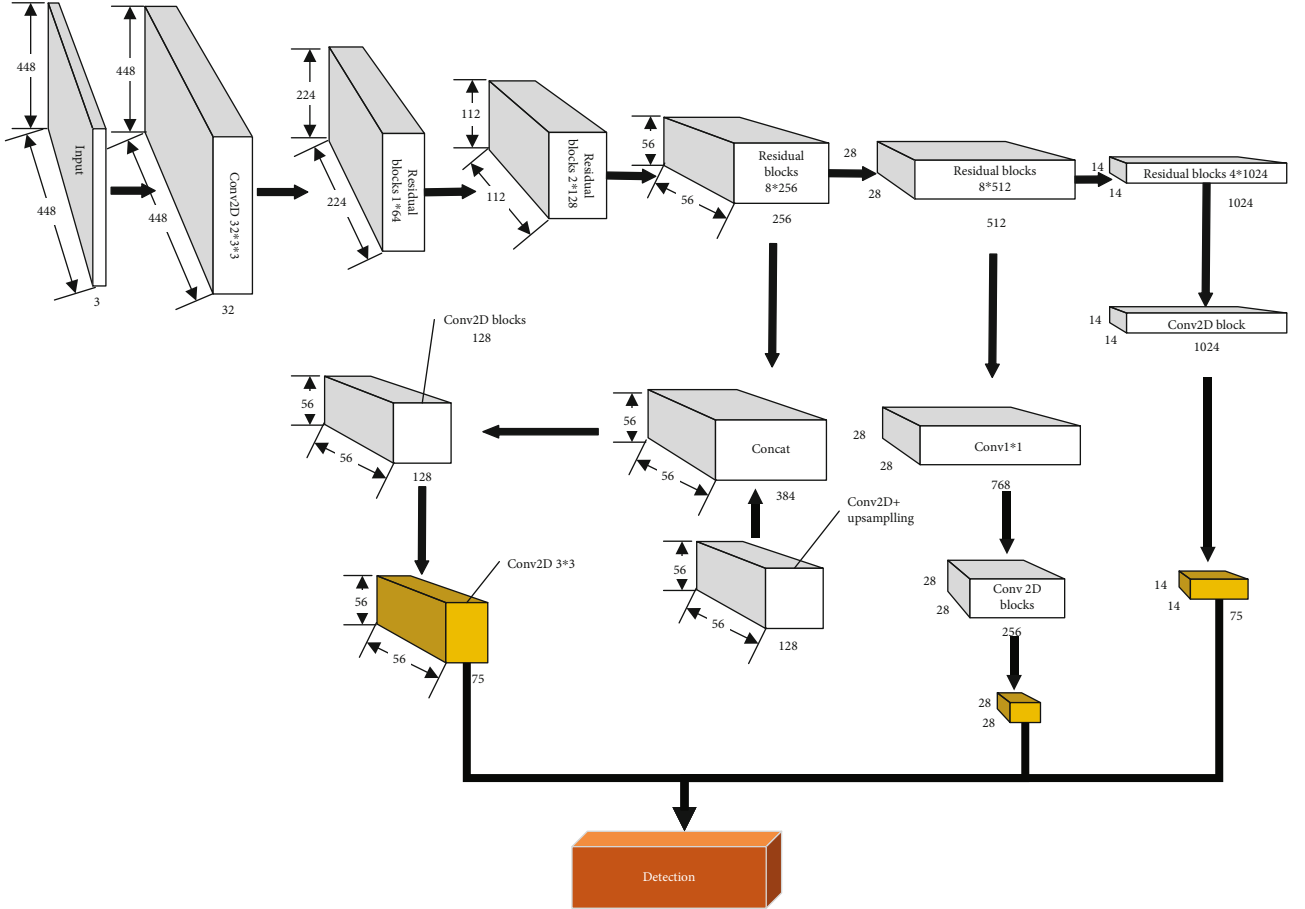 448
448
Input
3
448
448
Conv2D 32*3*3
32
224
224
Residual
blocks 1*64
112
112
Residual
blocks 2*128
56
56
Residual
blocks
8*256
256
28
28
Residual blocks
8*512
512
14
14
Residual blocks 4*1024
1024
14
14
Conv2D block
1024
Conv2D blocks
128
56
56
128
56
56
Concat
384
28
28
Conv1*1
768
Conv2D+
upsamplling
56
56
128
Conv2D 3*3
56
56
75
28
28
Conv 2D
blocks
256
14
14
75
28
28
Detection